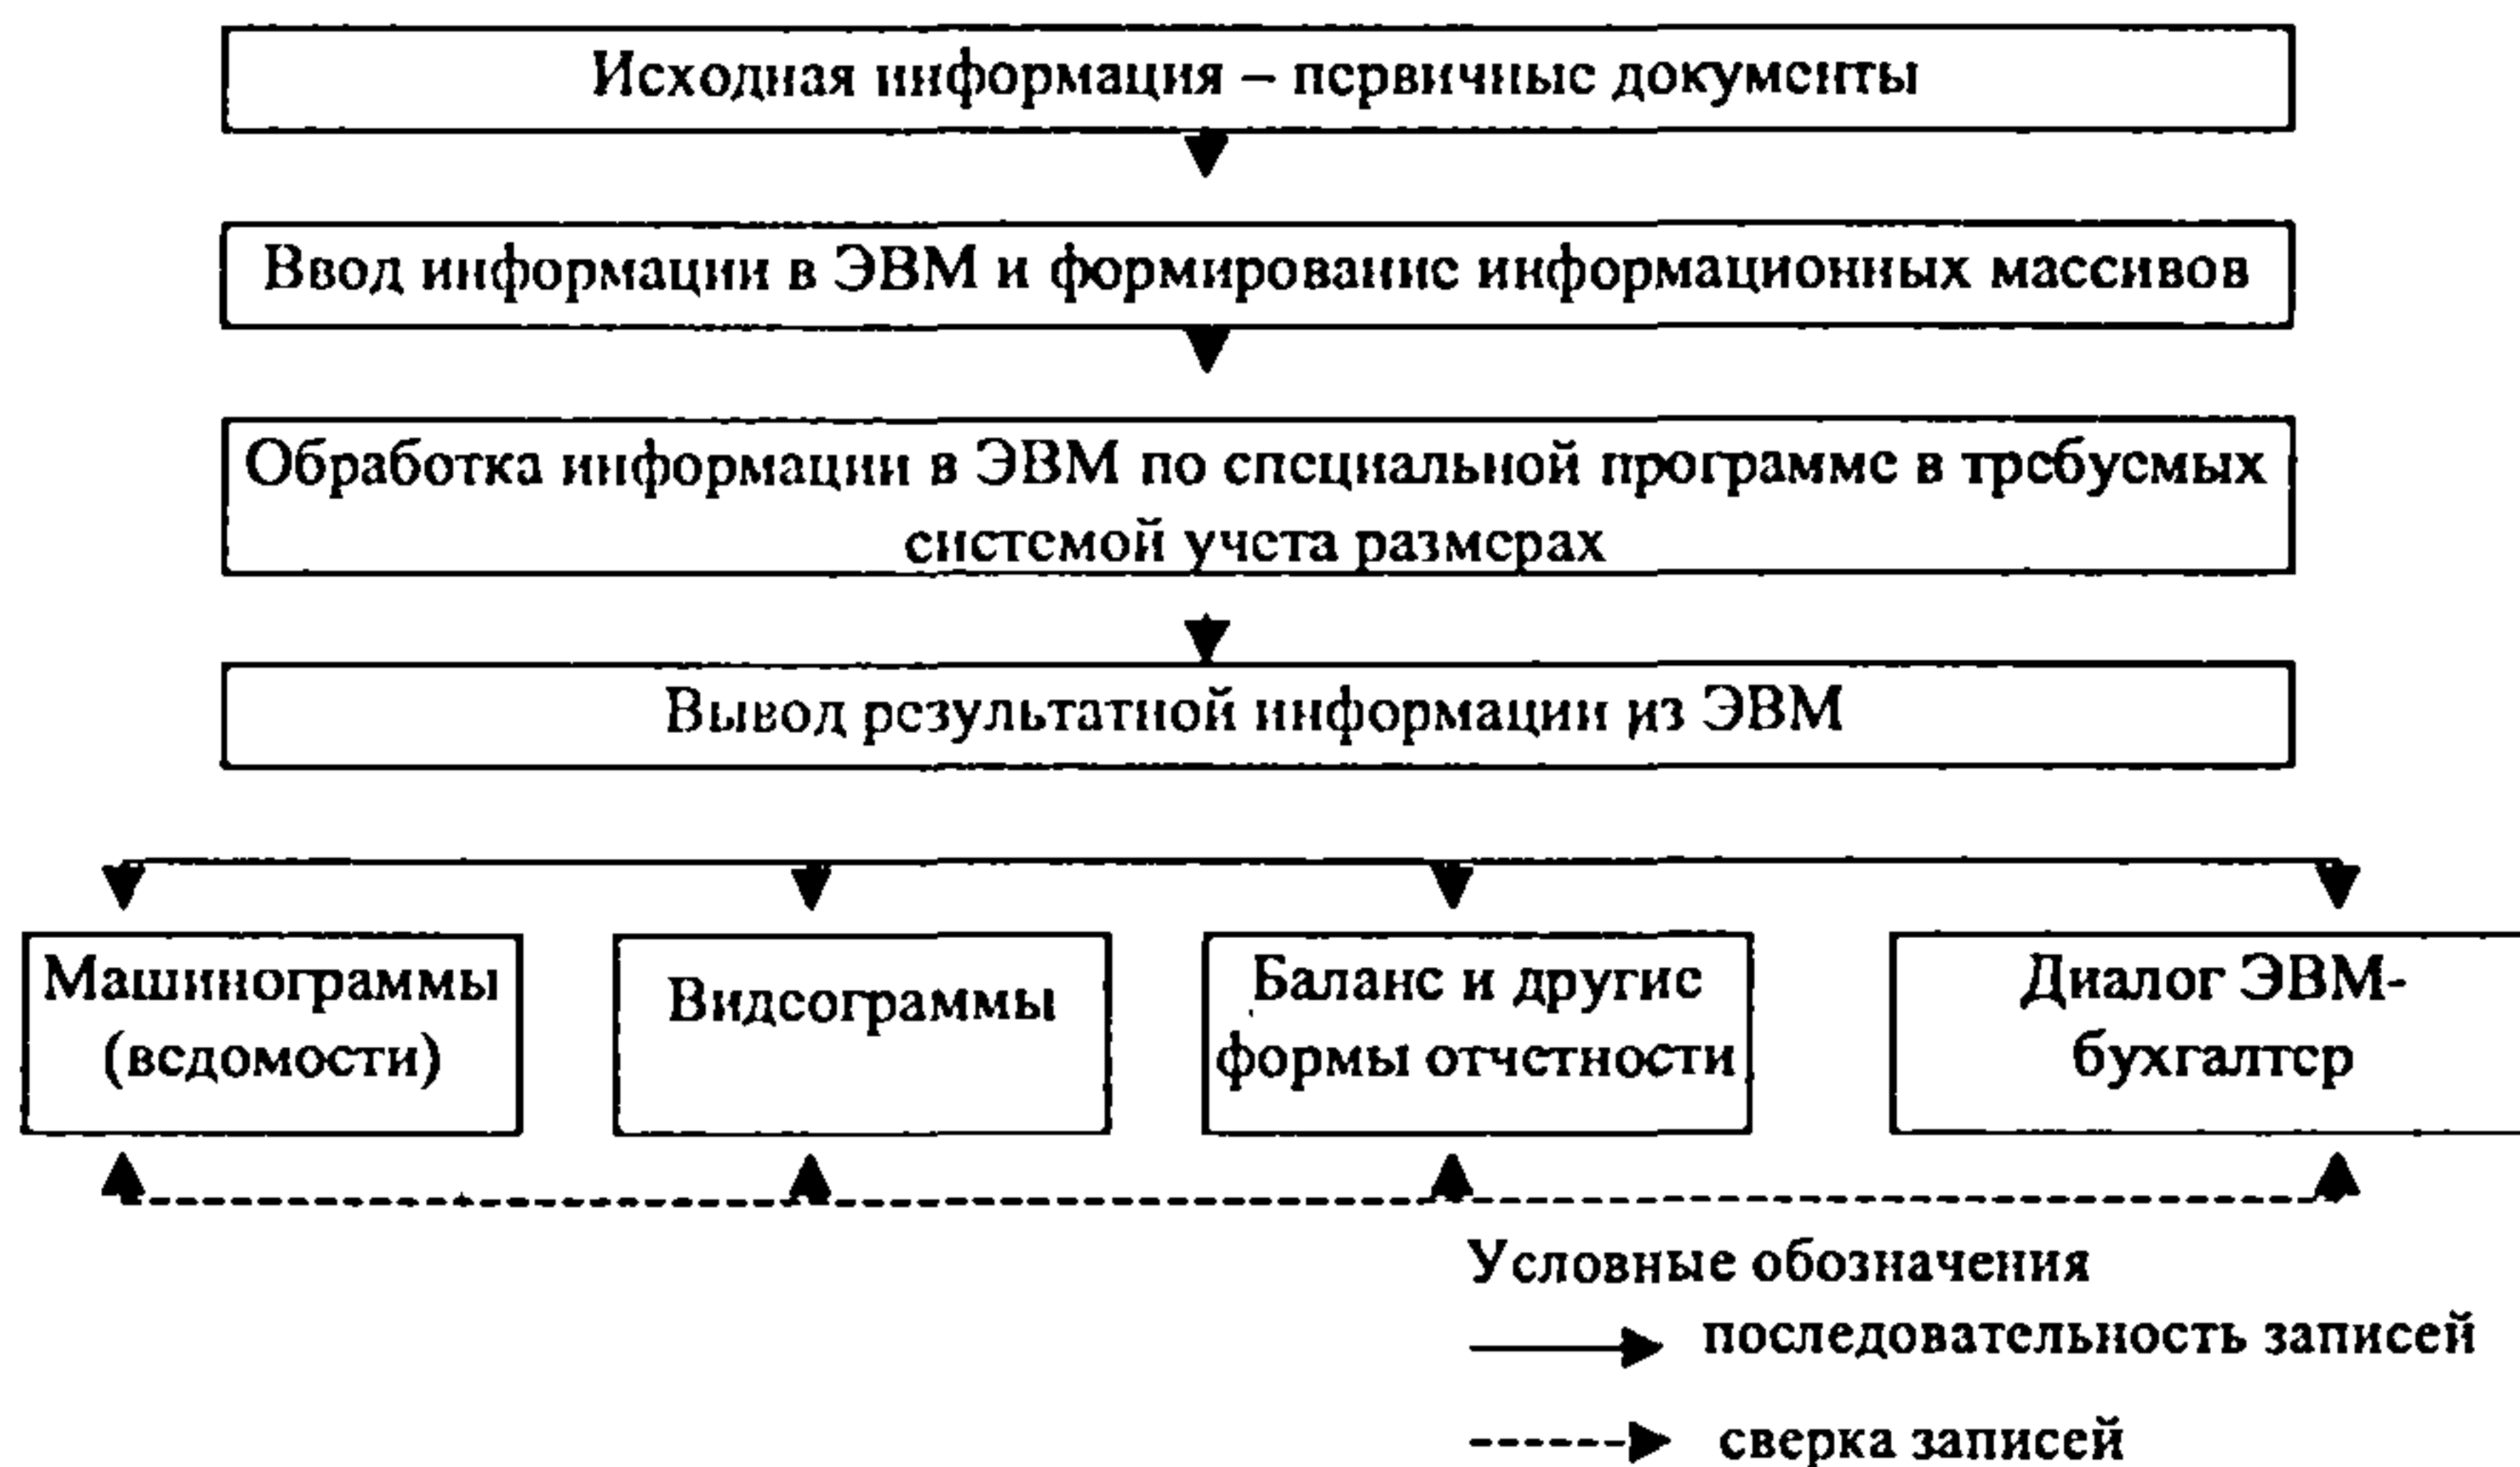 Исходная информация – первичные документы
Ввод информации в ЭВМ и формирование информационных массивов
Обработка информации в ЭВМ по специальной программе в требуемых
системой учета размерах
Вывод результатной информации из ЭВМ
Машинограммы
(ведомости)
Видеограммы
Баланс и другие
формы отчетности
Диалог ЭВМ-
бухгалтер
Условные обозначения
последовательность записей
сверка записей